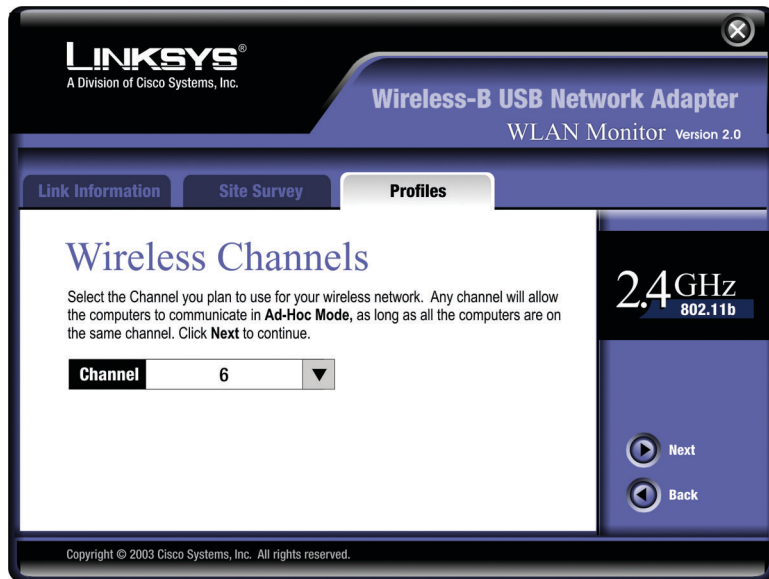 LINKSYS®
A Division of Cisco Systems, Inc.
Wireless-B USB Network Adapter
WLAN Monitor Version 2.0
Link Information
Site Survey
Profiles
Wireless Channels
Select the Channel you plan to use for your wireless network. Any channel will allow
the computers to communicate in Ad-Hoc Mode, as long as all the computers are on
the same channel. Click Next to continue.
Channel 6
2.4 GHz
802.11b
Next
Back
Copyright © 2003 Cisco Systems, Inc. All rights reserved.